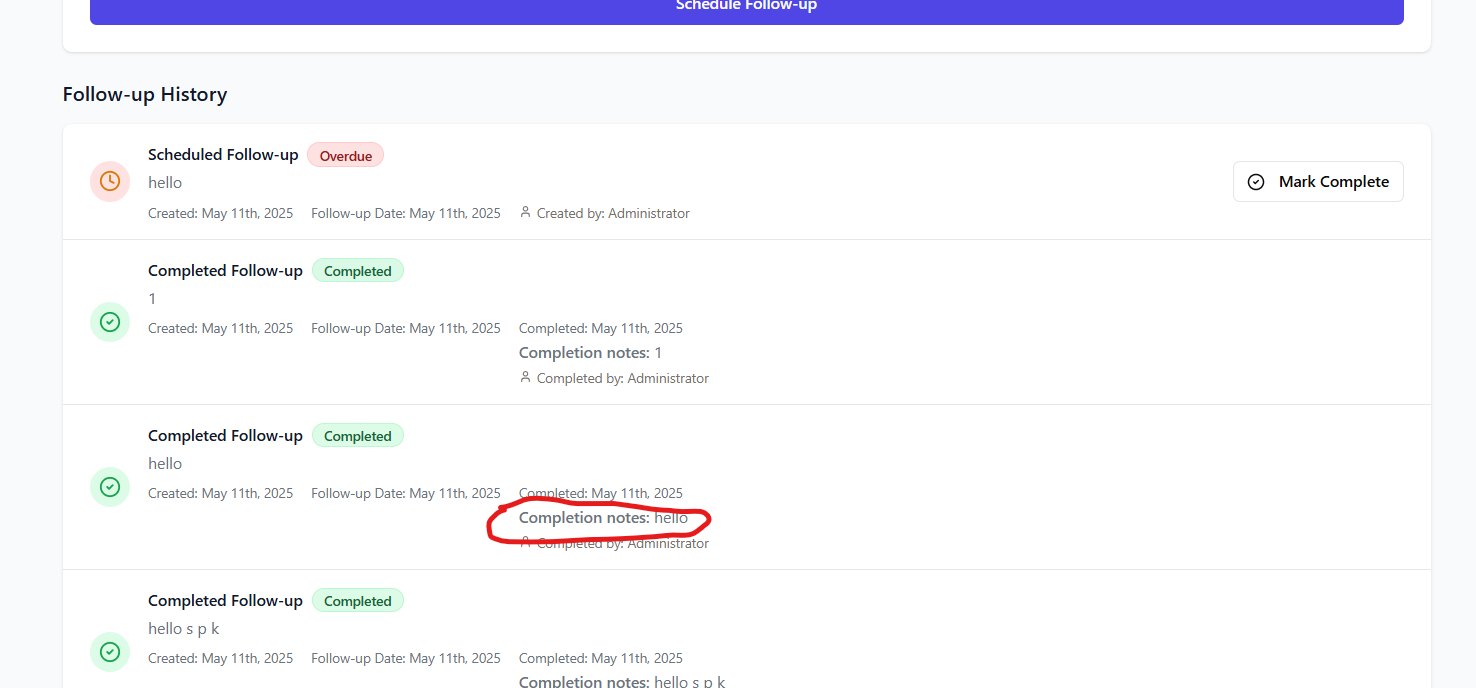 Schedule Follow-up
Follow-up History
Scheduled Follow-up Overdue
hello
Mark Complete
Created: May 11th, 2025 Follow-up Date: May 11th, 2025 Created by: Administrator
Completed Follow-up Completed
1
Created: May 11th, 2025 Follow-up Date: May 11th, 2025 Completed: May 11th, 2025
Completion notes: 1
Completed by: Administrator
Completed Follow-up Completed
hello
Created: May 11th, 2025 Follow-up Date: May 11th, 2025 Completed: May 11th, 2025
Completion notes: hello
Completed by: Administrator
Completed Follow-up Completed
hello s p k
Created: May 11th, 2025 Follow-up Date: May 11th, 2025 Completed: May 11th, 2025
Completion notes: hello s p k